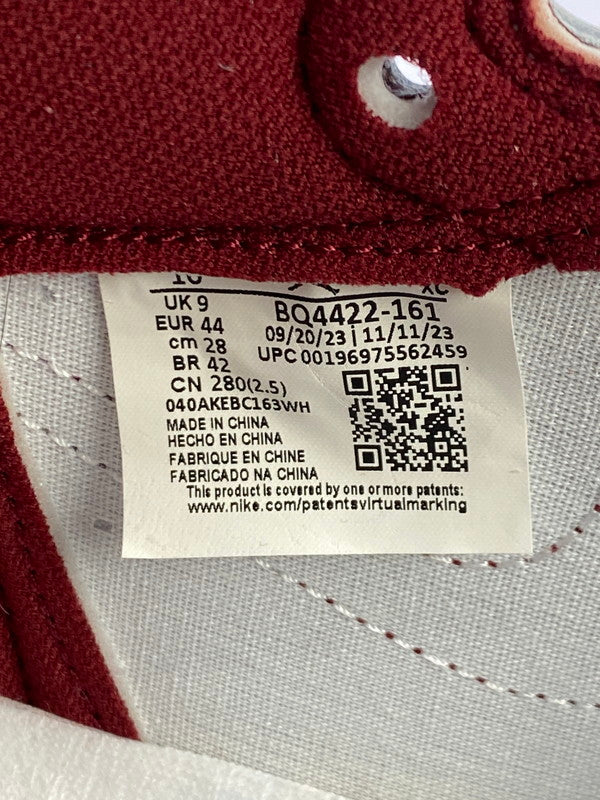 UK 9
BQ4422-161
EUR 44
09/20/23 | 11/11/23
cm 28
UPC 00196975562459
BR 42
CN 280(2.5)
040AKEBC163WH
MADE IN CHINA
HECHO EN CHINA
FABRIQUE EN CHINE
FABRICADO NA CHINA
This product is covered by one or more patents:
www.nike.com/patentsvirtualmarking